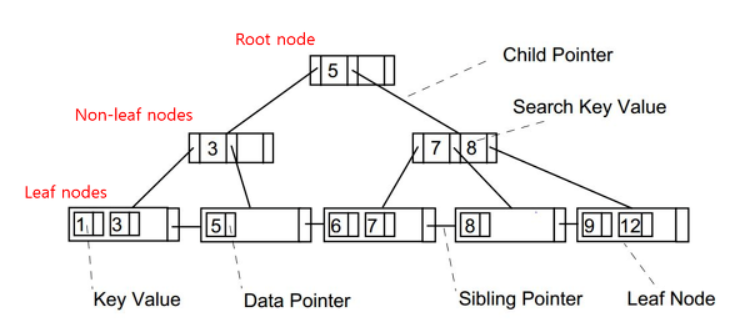 Root node
5
Child Pointer
Search Key Value
Non-leaf nodes
3
7 8
Leaf nodes
1 3 5 6 7 8 9 12
Key Value
Data Pointer
Sibling Pointer
Leaf Node